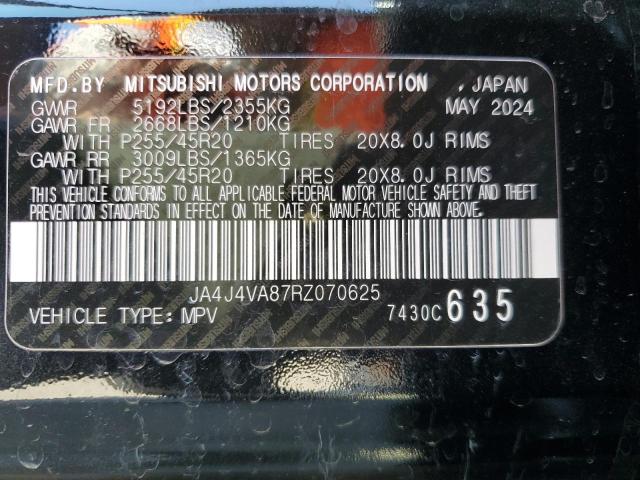 MFD.BY MITSUBISHI MOTORS CORPORATION , JAPAN
GWVR 5192LBS/2355KG MAY 2024
GAWR FR 2668LBS/1210KG
WITH P255/45R20 TIRES 20X8.0J RIMS
GAWR RR 3009LBS/1365KG
WITH P255/45R20 TIRES 20X8.0J RIMS
THIS VEHICLE CONFORMS TO ALL APPLICABLE FEDERAL MOTOR VEHICLE SAFETY AND THEFT
PREVENTION STANDARDS IN EFFECT ON THE DATE OF MANUFACTURE SHOWN ABOVE.
JA4J4VA87RZ070625
VEHICLE TYPE:MPV 7430C 635